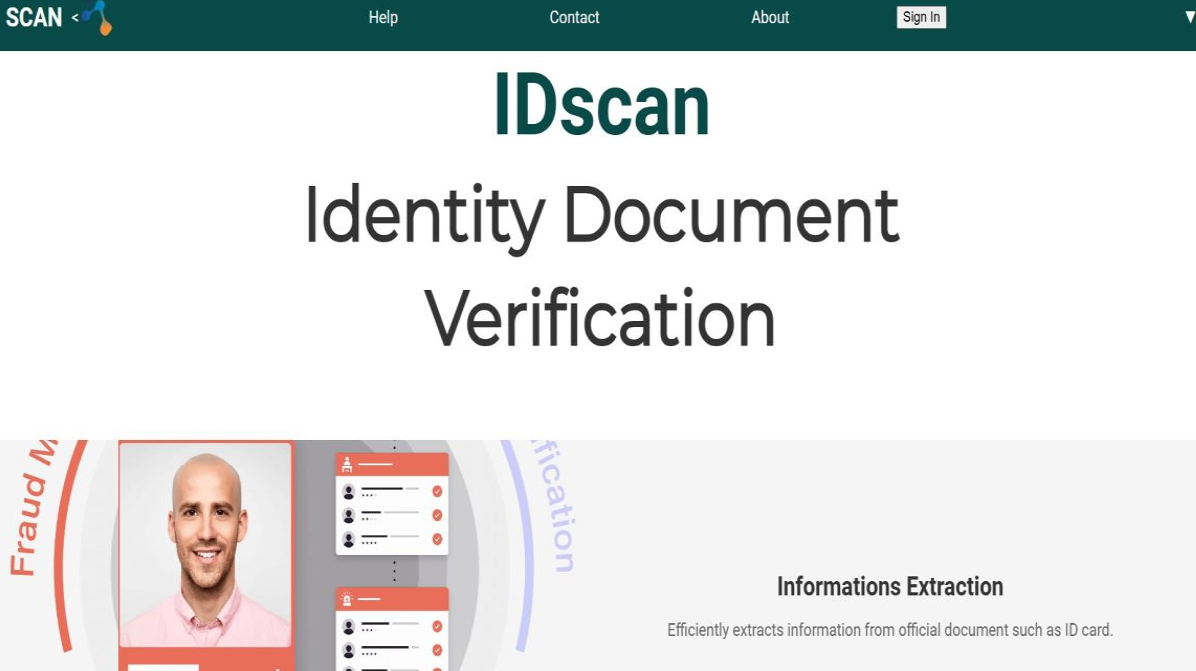 SCAN <
Help Contact About Sign In ▼
IDscan
Identity Document
Verification
Fraud M
fication
Informations Extraction
Efficiently extracts information from official document such as ID card.